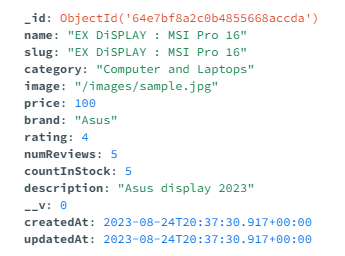 _id: ObjectId('64e7bf8a2c0b4855668accda')
name: "EX DiSPLAY : MSI Pro 16"
slug: "EX DiSPLAY : MSI Pro 16"
category: "Computer and Laptops"
image: "/images/sample.jpg"
price: 100
brand: "Asus"
rating: 4
numReviews: 5
countInStock: 5
description: "Asus display 2023"
__v: 0
createdAt: 2023-08-24T20:37:30.917+00:00
updatedAt: 2023-08-24T20:37:30.917+00:00